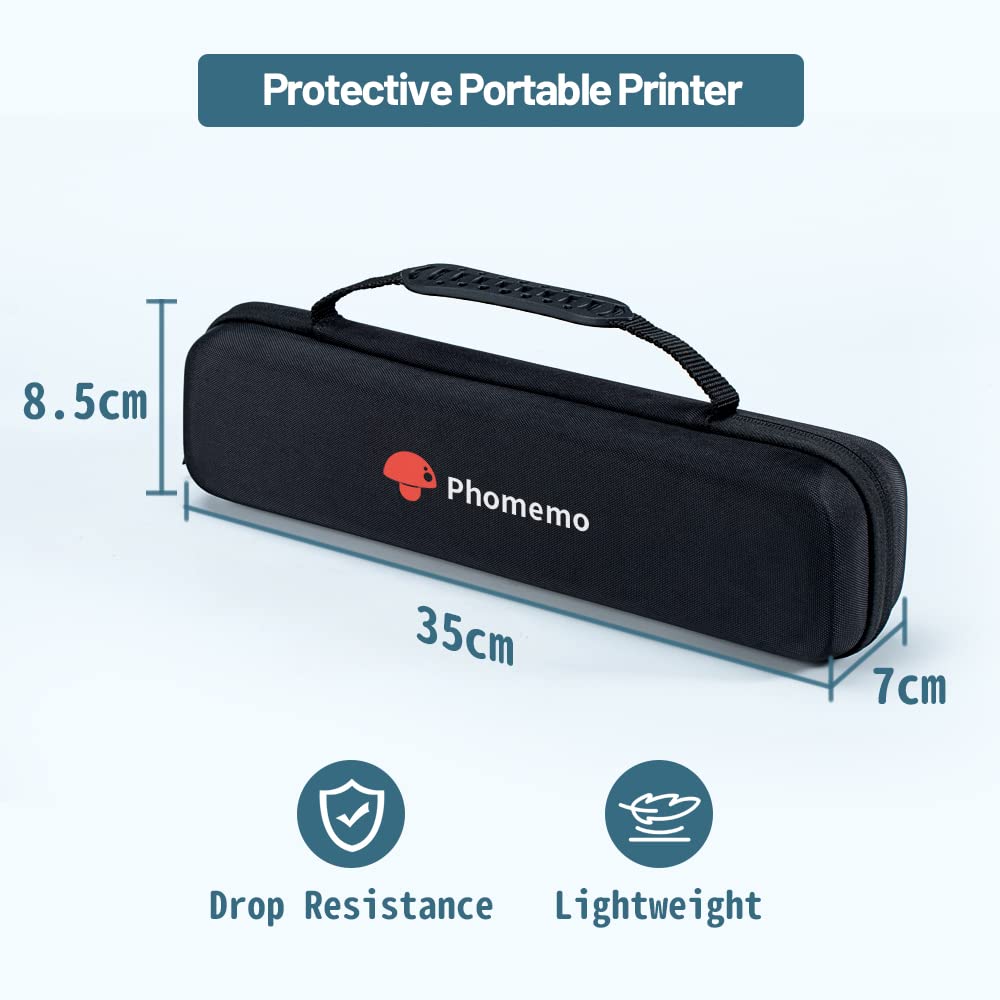 Protective Portable Printer
8.5cm
Phomemo
35cm
7cm
Drop Resistance
Lightweight